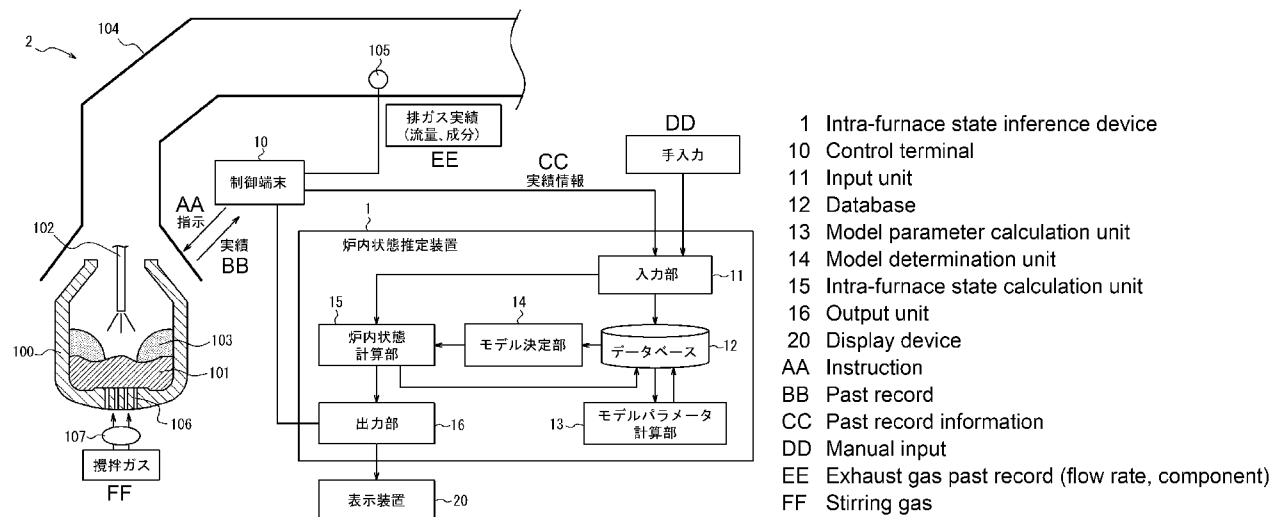 2
104
105
排ガス実績
(流量、成分)
EE
10
制御端末
AA
指示
実績
BB
CC
実績情報
DD
手入力
102
1
炉内状態推定装置
入力部
11
15
炉内状態
計算部
14
モデル決定部
データベース
12
100
103
101
106
107
攪拌ガス
FF
出力部
16
13
モデルパラメータ
計算部
表示装置
20
1 Intra-furnace state inference device
10 Control terminal
11 Input unit
12 Database
13 Model parameter calculation unit
14 Model determination unit
15 Intra-furnace state calculation unit
16 Output unit
20 Display device
AA Instruction
BB Past record
CC Past record information
DD Manual input
EE Exhaust gas past record (flow rate, component)
FF Stirring gas